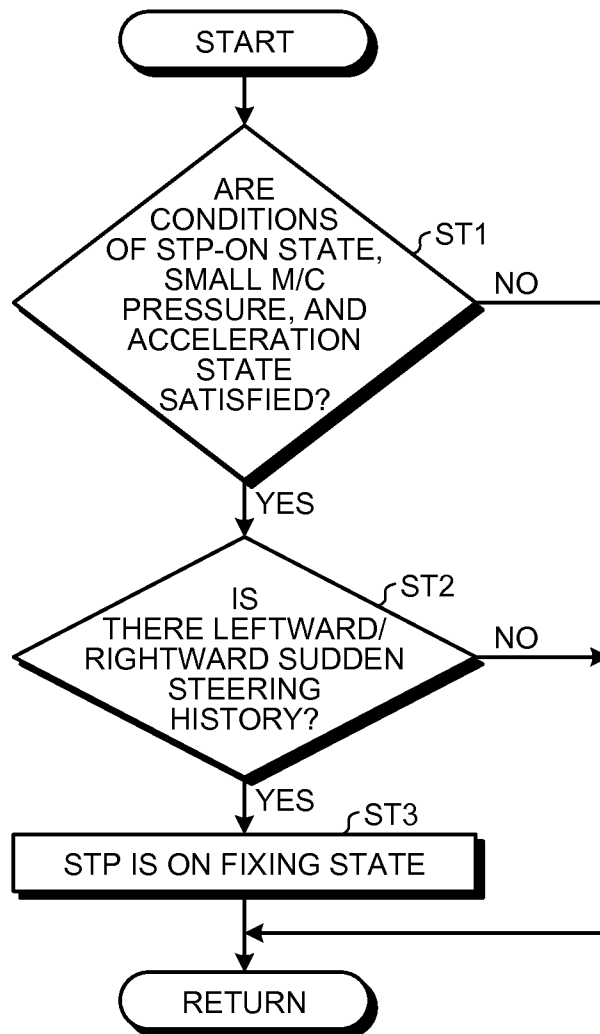 START
ARE
CONDITIONS
OF STP-ON STATE,
SMALL M/C
PRESSURE, AND
ACCELERATION
STATE
SATISFIED?
ST1
NO
YES
IS
THERE LEFTWARD/
RIGHTWARD SUDDEN
STEERING
HISTORY?
ST2
NO
YES
ST3
STP IS ON FIXING STATE
RETURN